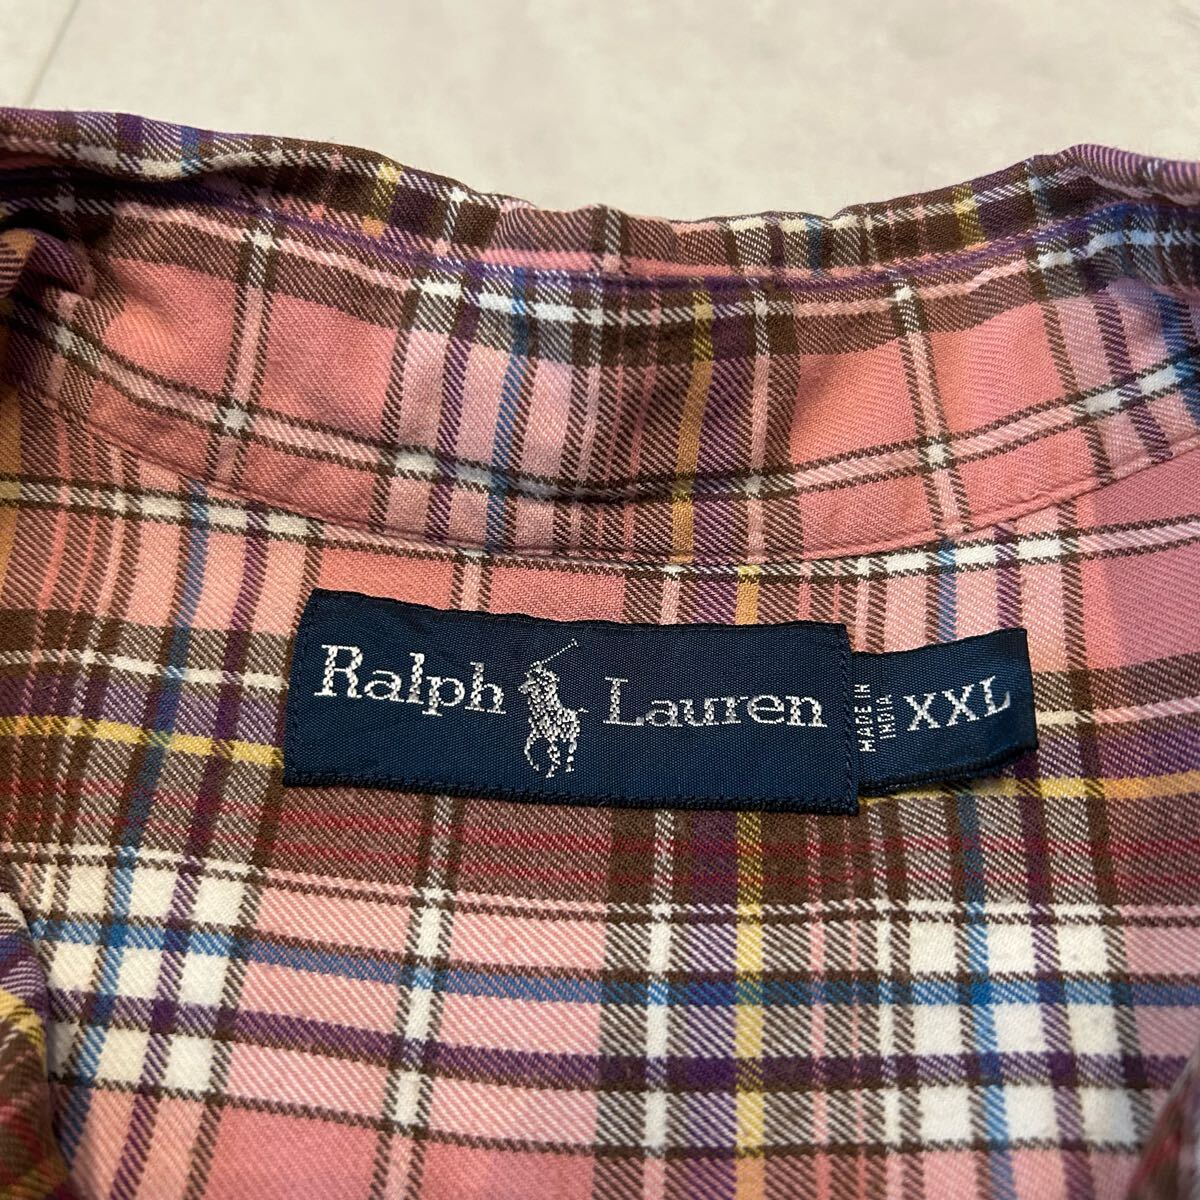 Ralph Lauren
MADE IN
INDIA
XXL